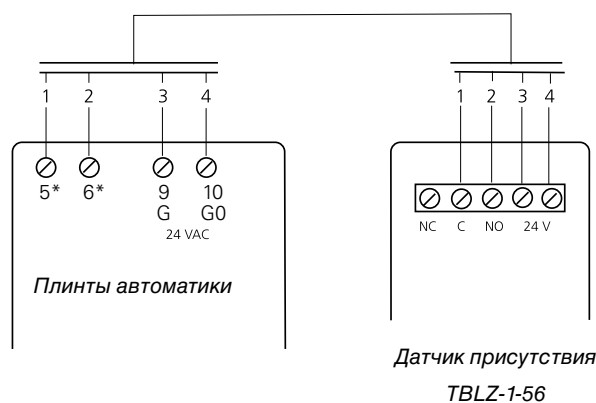 1 2 3 4
1 2 3 4
5* 6* 9 10
G G0
24 VAC
NC C NO 24 V
Плинты автоматики
Датчик присутствия
TBLZ-1-56